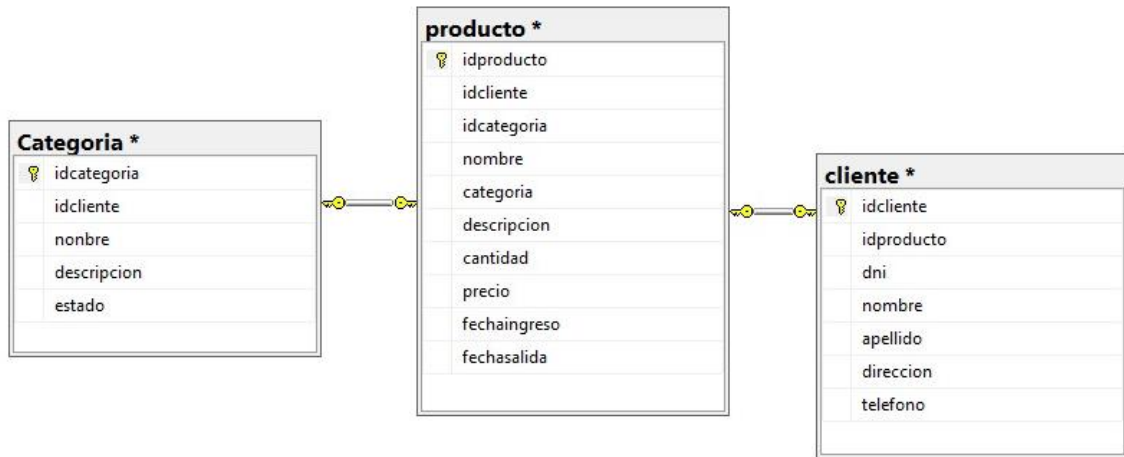 Categoria *
idcategoria
idcliente
nonbre
descripcion
estado
producto *
idproducto
idcliente
idcategoria
nombre
categoria
descripcion
cantidad
precio
fechaingreso
fechasalida
cliente *
idcliente
idproducto
dni
nombre
apellido
direccion
telefono